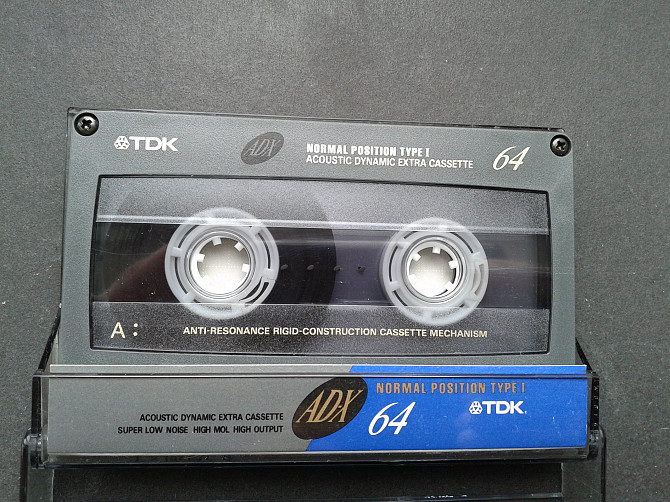 TDK
ADX
NORMAL POSITION TYPE I
ACOUSTIC DYNAMIC EXTRA CASSETTE
64
A:
ANTI-RESONANCE RIGID-CONSTRUCTION CASSETTE MECHANISM
ACOUSTIC DYNAMIC EXTRA CASSETTE
SUPER LOW NOISE HIGH MOL HIGH OUTPUT
ADX
NORMAL POSITION TYPE I
64
TDK